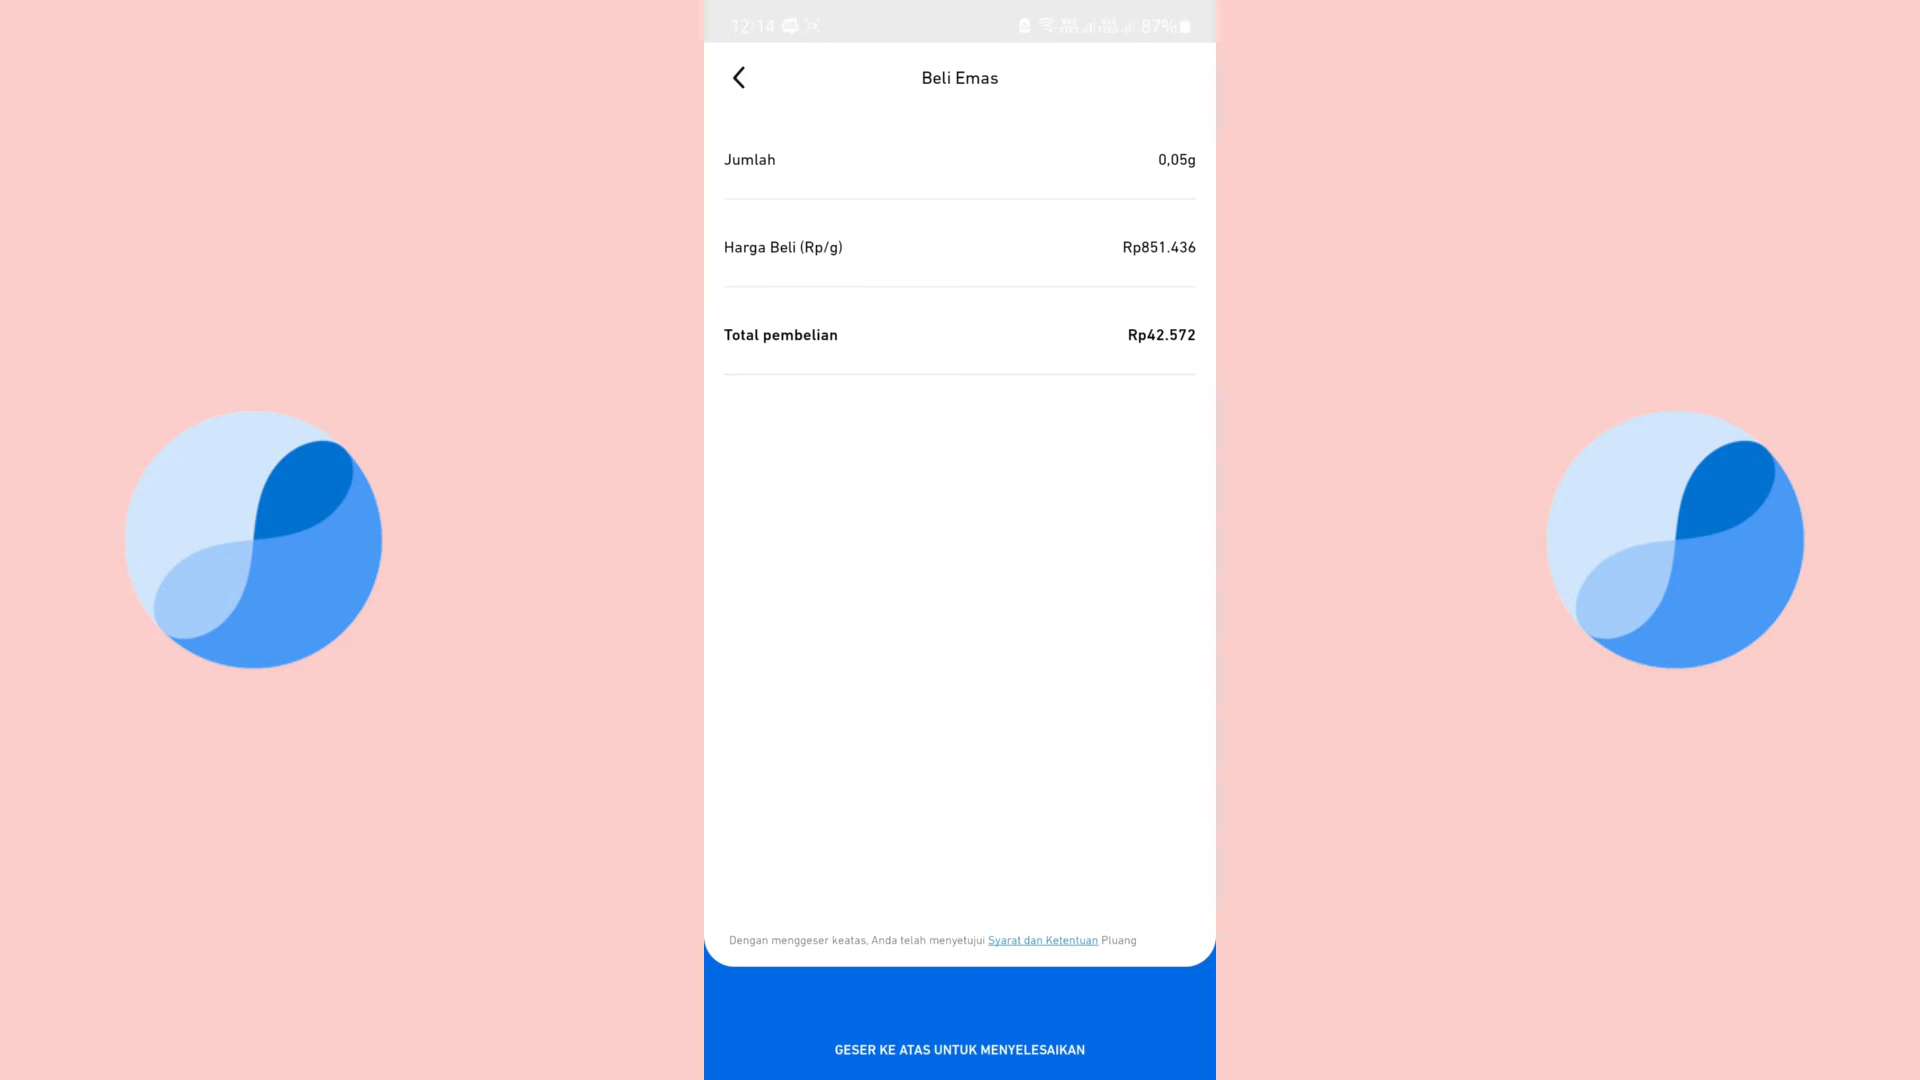 12:14
87%
Beli Emas
Jumlah 0,05g
Harga Beli (Rp/g) Rp851.436
Total pembelian Rp42.572
Dengan menggeser keatas, Anda telah menyetujui Syarat dan Ketentuan Pluang
GESER KE ATAS UNTUK MENYELESAIKAN